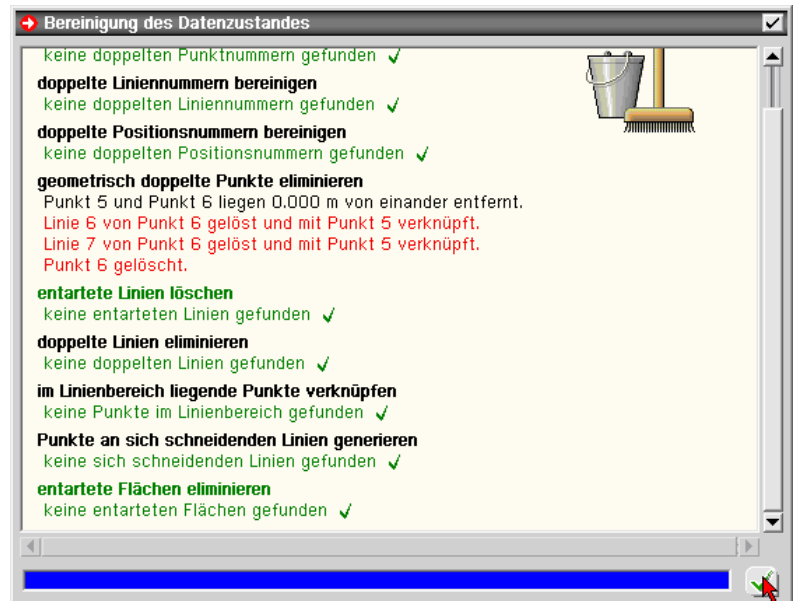 Bereinigung des Datenzustandes
keine doppelten Punktnummern gefunden ✓
doppelte Liniennummern bereinigen
keine doppelten Liniennummern gefunden ✓
doppelte Positionsnummern bereinigen
keine doppelten Positionsnummern gefunden ✓
geometrisch doppelte Punkte eliminieren
Punkt 5 und Punkt 6 liegen 0.000 m von einander entfernt.
Linie 6 von Punkt 6 gelöst und mit Punkt 5 verknüpft.
Linie 7 von Punkt 6 gelöst und mit Punkt 5 verknüpft.
Punkt 6 gelöscht.
entartete Linien löschen
keine entarteten Linien gefunden ✓
doppelte Linien eliminieren
keine doppelten Linien gefunden ✓
im Linienbereich liegende Punkte verknüpfen
keine Punkte im Linienbereich gefunden ✓
Punkte an sich schneidenden Linien generieren
keine sich schneidenden Linien gefunden ✓
entartete Flächen eliminieren
keine entarteten Flächen gefunden ✓